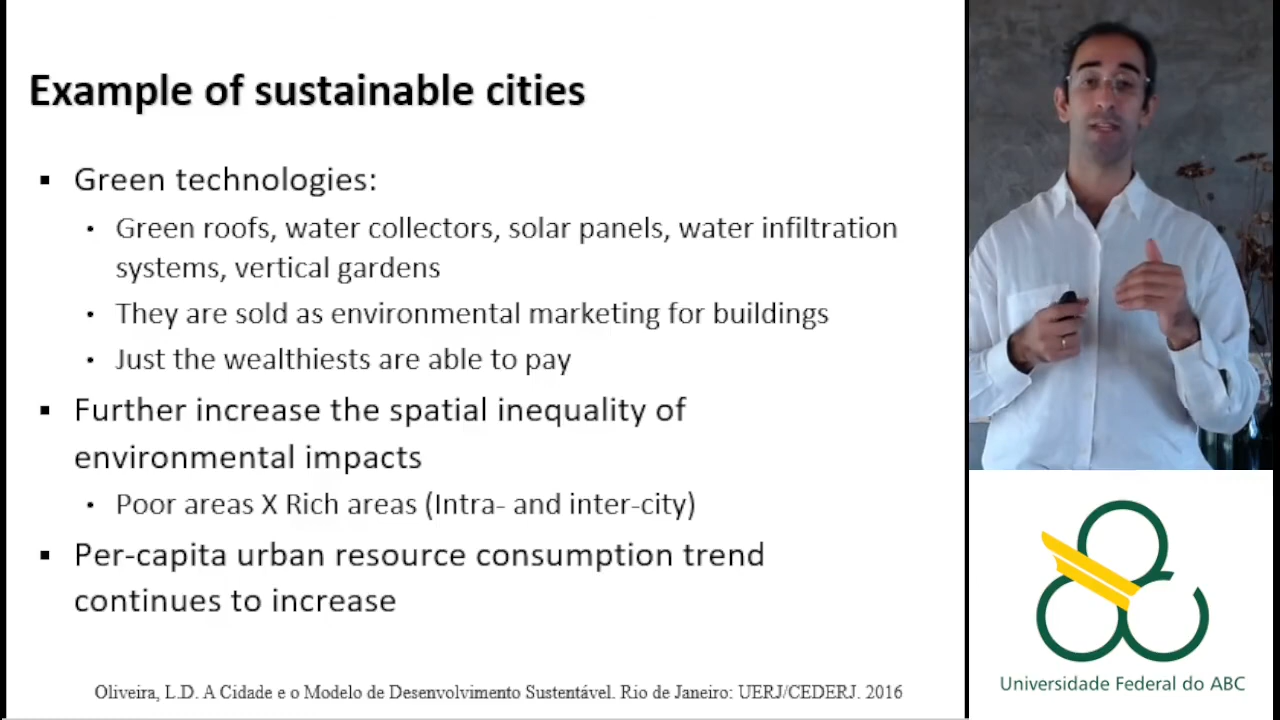 Example of sustainable cities
▪ Green technologies:
• Green roofs, water collectors, solar panels, water infiltration
systems, vertical gardens
• They are sold as environmental marketing for buildings
• Just the wealthiests are able to pay
▪ Further increase the spatial inequality of
environmental impacts
• Poor areas X Rich areas (Intra- and inter-city)
▪ Per-capita urban resource consumption trend
continues to increase
Oliveira, L.D. A Cidade e o Modelo de Desenvolvimento Sustentável. Rio de Janeiro: UERJ/CEDERJ. 2016
Universidade Federal do ABC